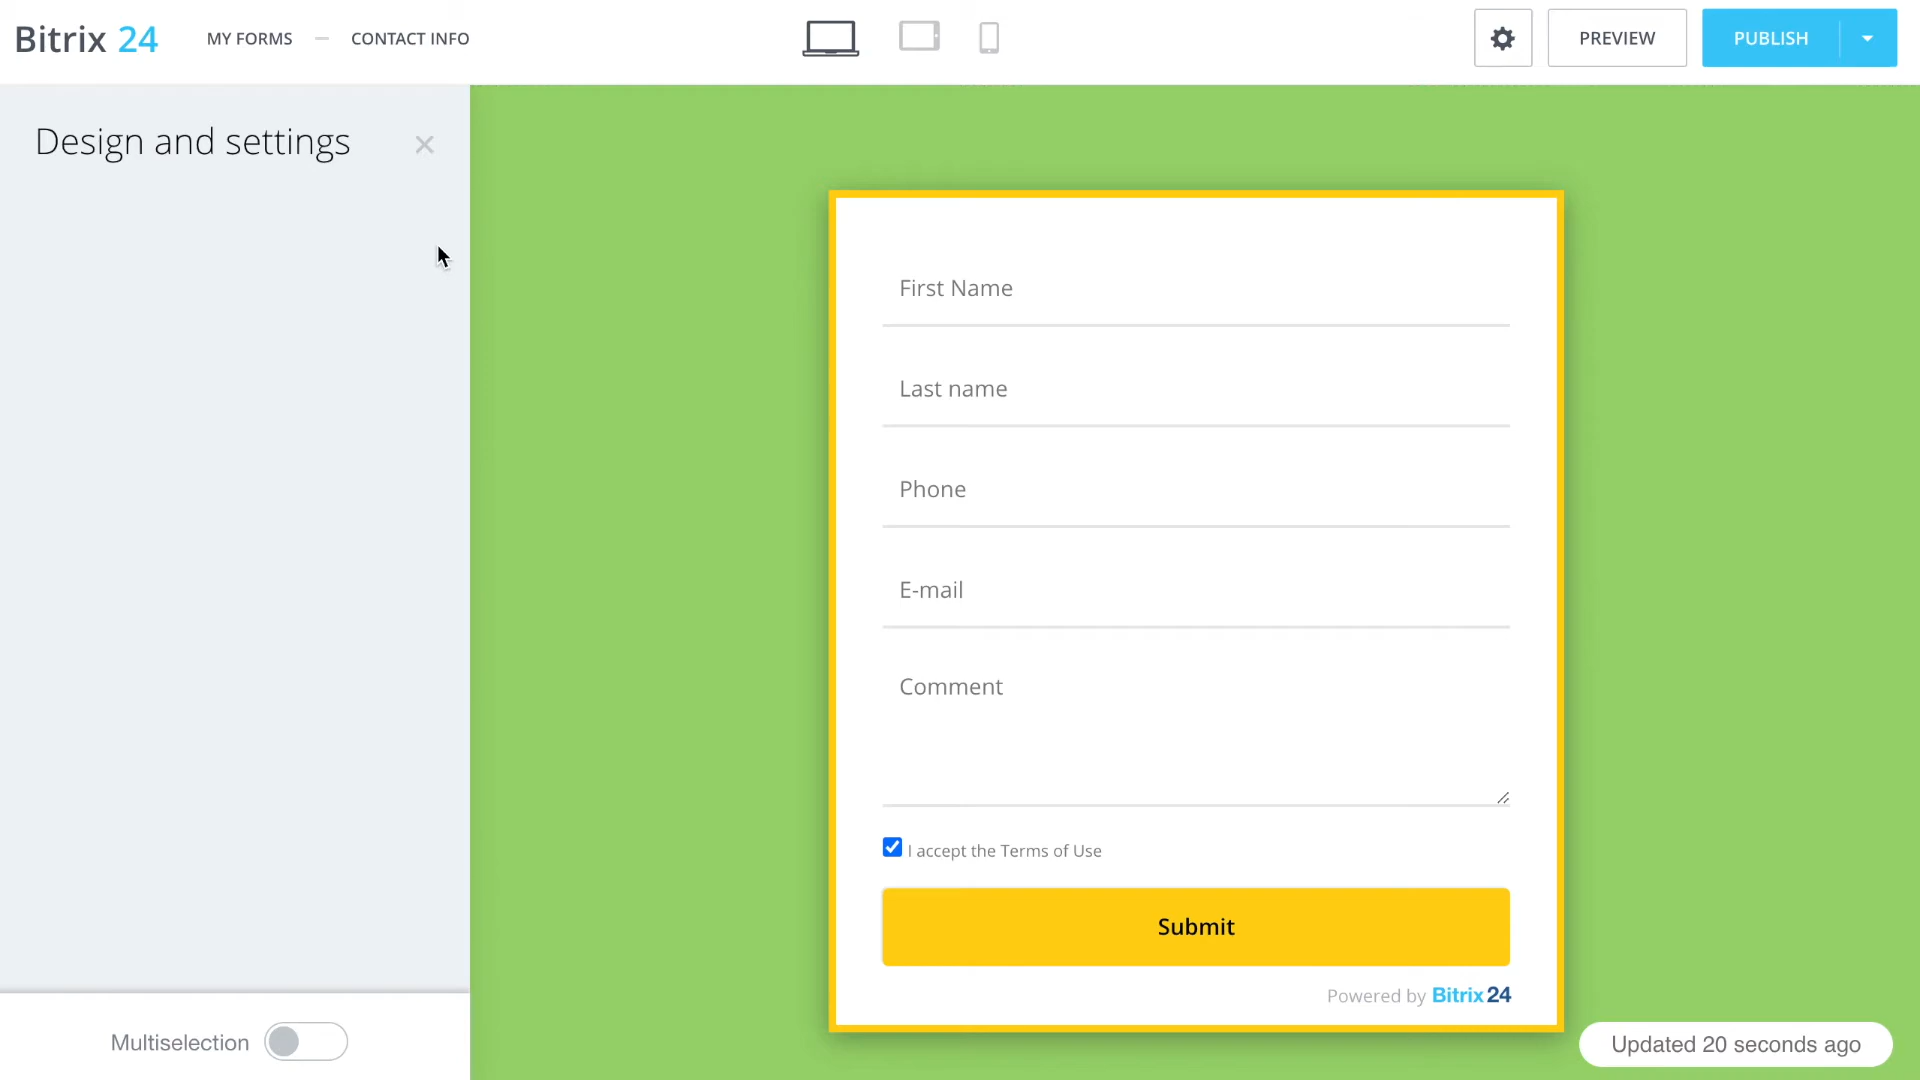 Bitrix 24 MY FORMS — CONTACT INFO PREVIEW PUBLISH
Design and settings
First Name
Last name
Phone
E-mail
Comment
I accept the Terms of Use
Submit
Powered by Bitrix24
Multiselection
Updated 20 seconds ago